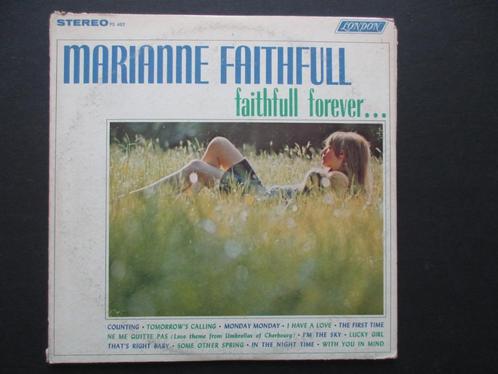 STEREO PS 482
LONDON
MARIANNE FAITHFULL
faithfull forever...
COUNTING • TOMORROW'S CALLING • MONDAY MONDAY • I HAVE A LOVE • THE FIRST TIME
NE ME QUITTE PAS (Love theme from Umbrellas of Cherbourg) • I'M THE SKY • LUCKY GIRL
THAT'S RIGHT BABY • SOME OTHER SPRING • IN THE NIGHT TIME • WITH YOU IN MIND